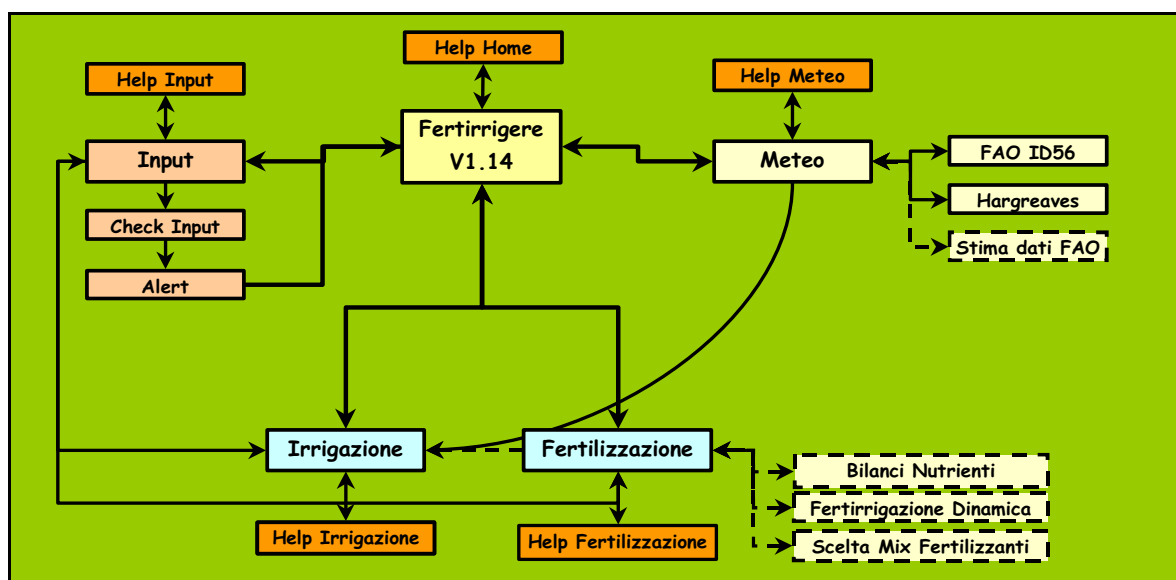 Help Home
Help Input
Help Meteo
Fertirrigere
V1.14
Input
Meteo
FAO ID56
Hargreaves
Check Input
Stima dati FAO
Alert
Irrigazione
Fertilizzazione
Bilanci Nutrienti
Fertirrigazione Dinamica
Help Irrigazione
Help Fertilizzazione
Scelta Mix Fertilizzanti